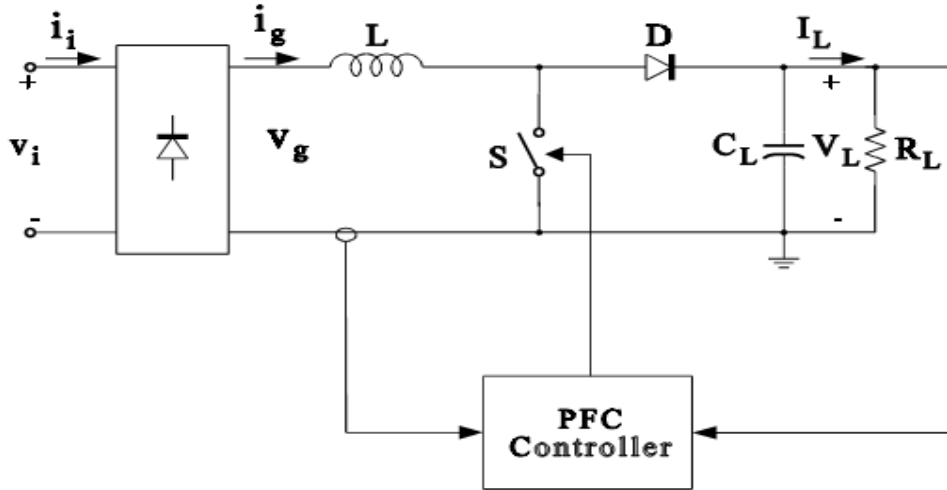 i_i
i_g
L
D
I_L
+
+
v_i
v_g
S
C_L
V_L
R_L
-
-
PFC
Controller